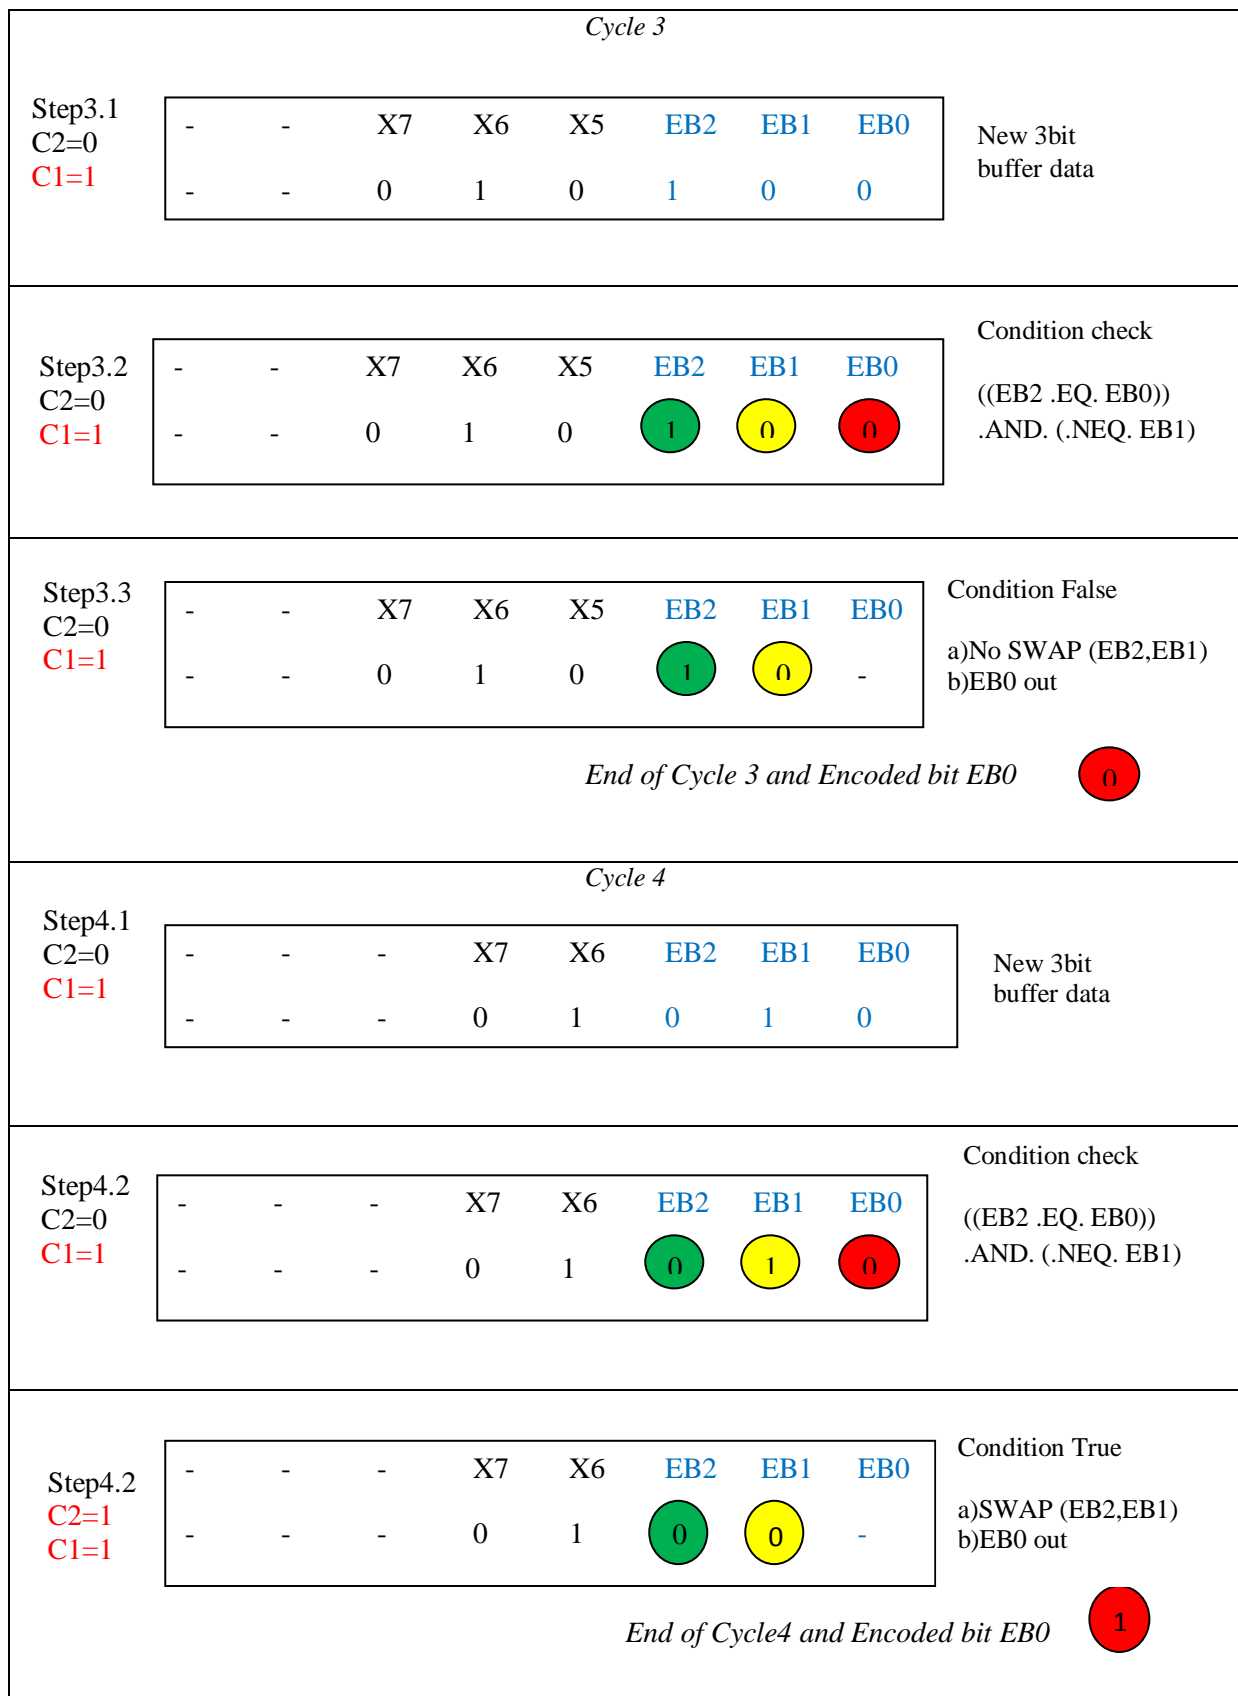 Cycle 3
Step3.1
C2=0
C1=1
- - X7 X6 X5 EB2 EB1 EB0
- - 0 1 0 1 0 0
New 3bit
buffer data
Step3.2
C2=0
C1=1
- - X7 X6 X5 EB2 EB1 EB0
- - 0 1 0 1 0 0
Condition check
((EB2 .EQ. EB0))
.AND. (.NEQ. EB1)
Step3.3
C2=0
C1=1
- - X7 X6 X5 EB2 EB1 EB0
- - 0 1 0 1 0 -
Condition False
a)No SWAP (EB2,EB1)
b)EB0 out
End of Cycle 3 and Encoded bit EB0 0
Cycle 4
Step4.1
C2=0
C1=1
- - - X7 X6 EB2 EB1 EB0
- - - 0 1 0 1 0
New 3bit
buffer data
Step4.2
C2=0
C1=1
- - - X7 X6 EB2 EB1 EB0
- - - 0 1 0 1 0
Condition check
((EB2 .EQ. EB0))
.AND. (.NEQ. EB1)
Step4.2
C2=1
C1=1
- - - X7 X6 EB2 EB1 EB0
- - - 0 1 0 0 -
Condition True
a)SWAP (EB2,EB1)
b)EB0 out
End of Cycle4 and Encoded bit EB0 1